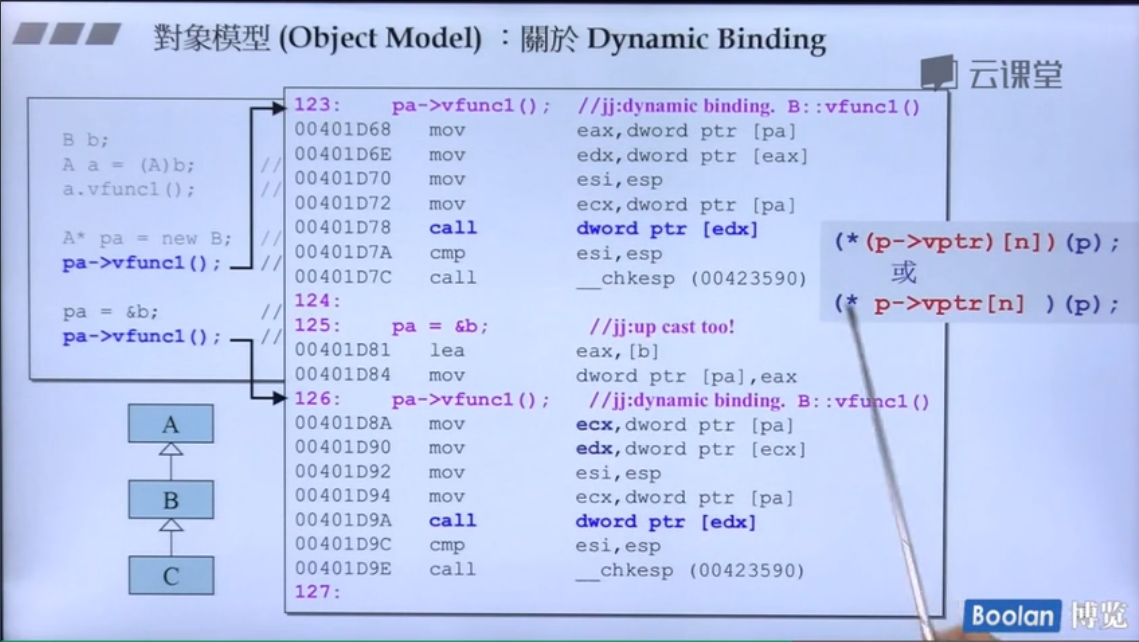 對象模型 (Object Model) ：關於 Dynamic Binding
云课堂
B b;
A a = (A)b; //
a.vfunc1(); //
A* pa = new B; //
pa->vfunc1(); //
pa = &b; //
pa->vfunc1(); //
123: pa->vfunc1(); //jj:dynamic binding. B::vfunc1()
00401D68 mov eax,dword ptr [pa]
00401D6E mov edx,dword ptr [eax]
00401D70 mov esi,esp
00401D72 mov ecx,dword ptr [pa]
00401D78 call dword ptr [edx]
00401D7A cmp esi,esp
00401D7C call __chkesp (00423590)
124:
125: pa = &b; //jj:up cast too!
00401D81 lea eax,[b]
00401D84 mov dword ptr [pa],eax
126: pa->vfunc1(); //jj:dynamic binding. B::vfunc1()
00401D8A mov ecx,dword ptr [pa]
00401D90 mov edx,dword ptr [ecx]
00401D92 mov esi,esp
00401D94 mov ecx,dword ptr [pa]
00401D9A call dword ptr [edx]
00401D9C cmp esi,esp
00401D9E call __chkesp (00423590)
127:
(*(p->vptr)[n])(p);
或
(* p->vptr[n] )(p);
A
B
C
Boolan 博览